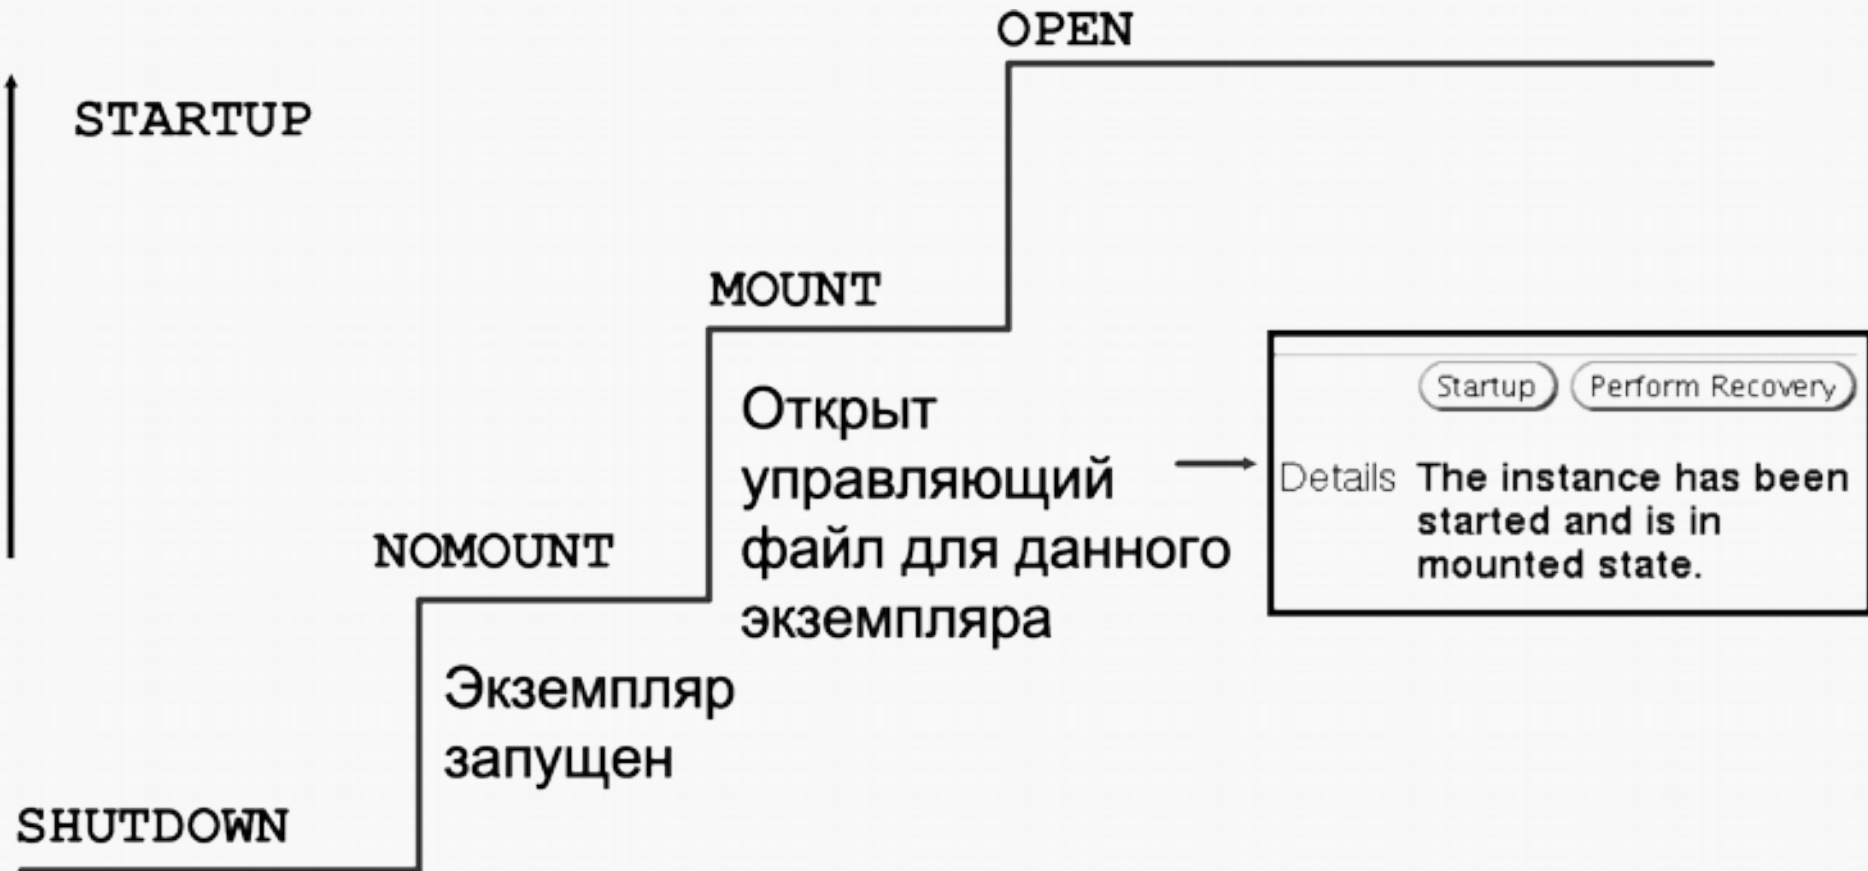 OPEN
STARTUP
MOUNT
Открыт
управляющий
файл для данного
экземпляра
Startup
Perform Recovery
Details The instance has been
started and is in
mounted state.
NOMOUNT
Экземпляр
запущен
SHUTDOWN